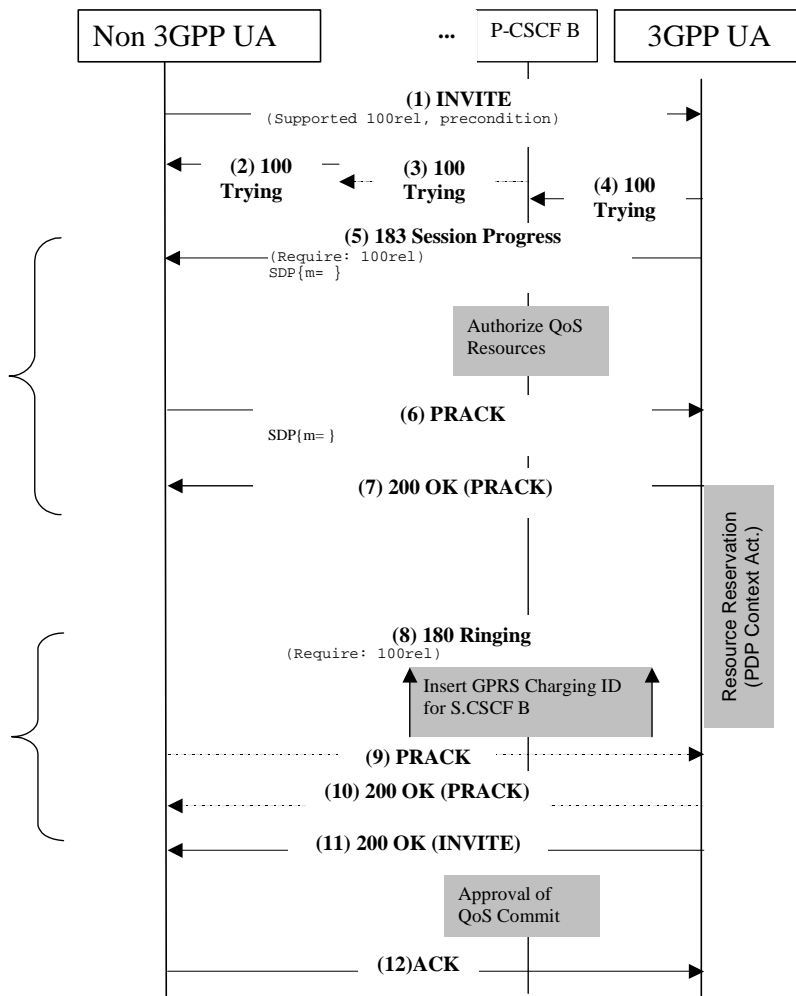 Non 3GPP UA
...
P-CSCF B
3GPP UA
(1) INVITE
(Supported 100rel, precondition)
(2) 100
Trying
(3) 100
Trying
(4) 100
Trying
(5) 183 Session Progress
(Require: 100rel)
SDP{m= }
Authorize QoS
Resources
(6) PRACK
SDP{m= }
(7) 200 OK (PRACK)
Resource Reservation
(PDP Context Act.)
(8) 180 Ringing
(Require: 100rel)
Insert GPRS Charging ID
for S.CSCF B
(9) PRACK
(10) 200 OK (PRACK)
(11) 200 OK (INVITE)
Approval of
QoS Commit
(12)ACK